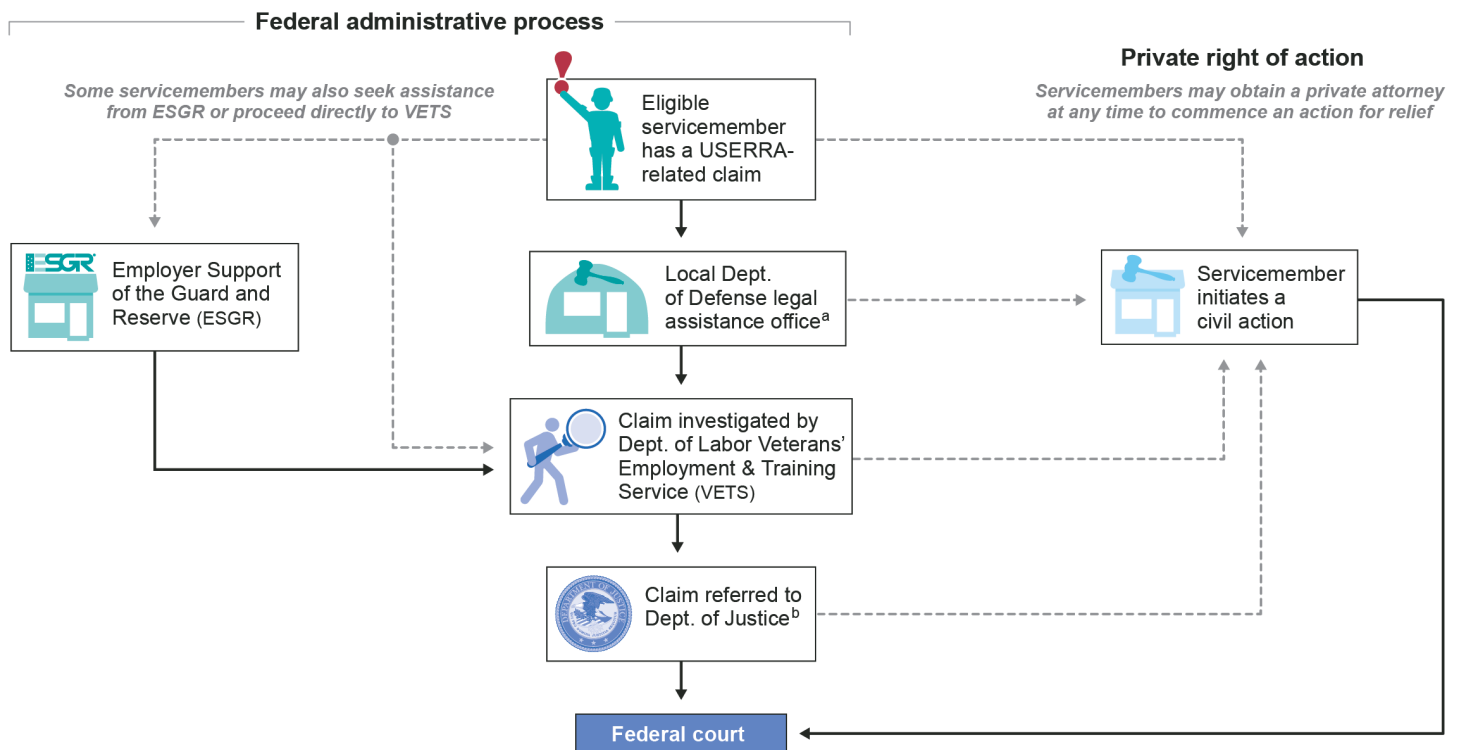 Federal administrative process
Private right of action
Some servicemembers may also seek assistance
from ESGR or proceed directly to VETS
Servicemembers may obtain a private attorney
at any time to commence an action for relief
Eligible
servicemember
has a USERRA-
related claim
ESGR
Employer Support
of the Guard and
Reserve (ESGR)
Local Dept.
of Defense legal
assistance officeᵃ
Servicemember
initiates a
civil action
Claim investigated by
Dept. of Labor Veterans’
Employment & Training
Service (VETS)
DEPARTMENT OF JUSTICE
Claim referred to
Dept. of Justiceᵇ
Federal court